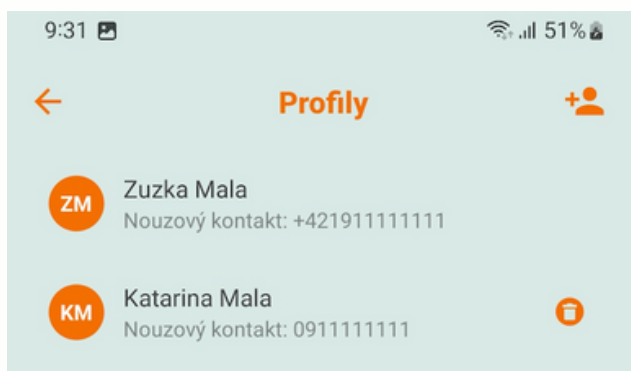 9:31 51%
Profily
ZM Zuzka Mala
Nouzový kontakt: +421911111111
KM Katarina Mala
Nouzový kontakt: 0911111111